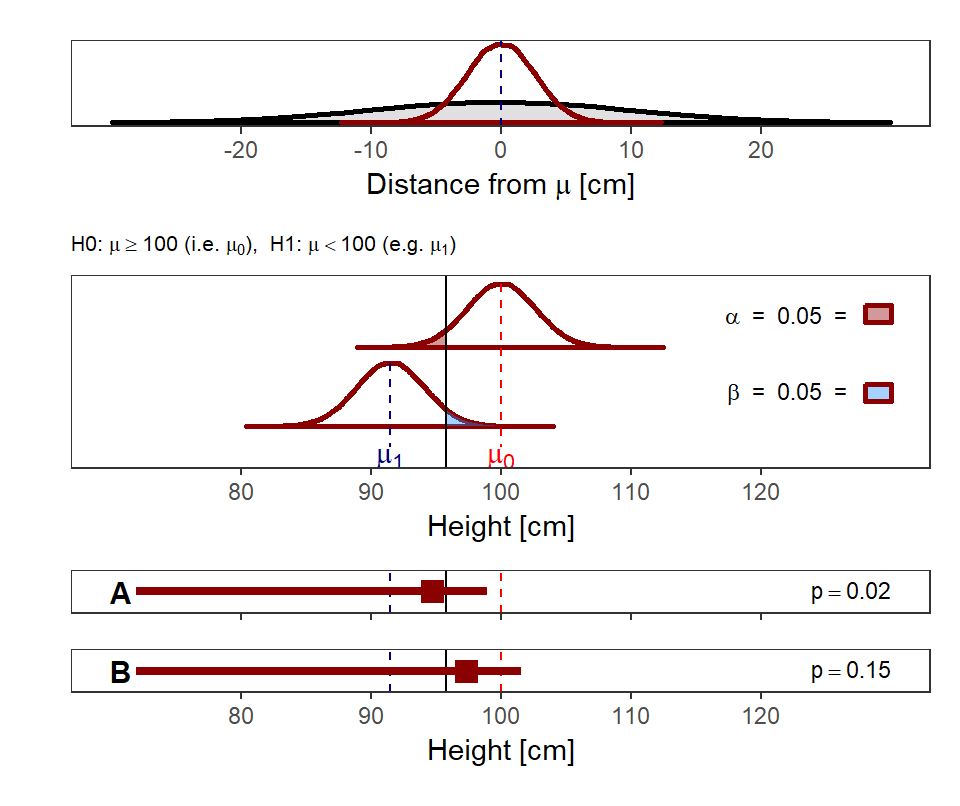 -20 -10 0 10 20
Distance from μ [cm]
H0: μ ≥ 100 (i.e. μ₀),  H1: μ < 100 (e.g. μ₁)
α = 0.05 =
β = 0.05 =
μ₁ μ₀
80 90 100 110 120
Height [cm]
A p = 0.02
B p = 0.15
80 90 100 110 120
Height [cm]